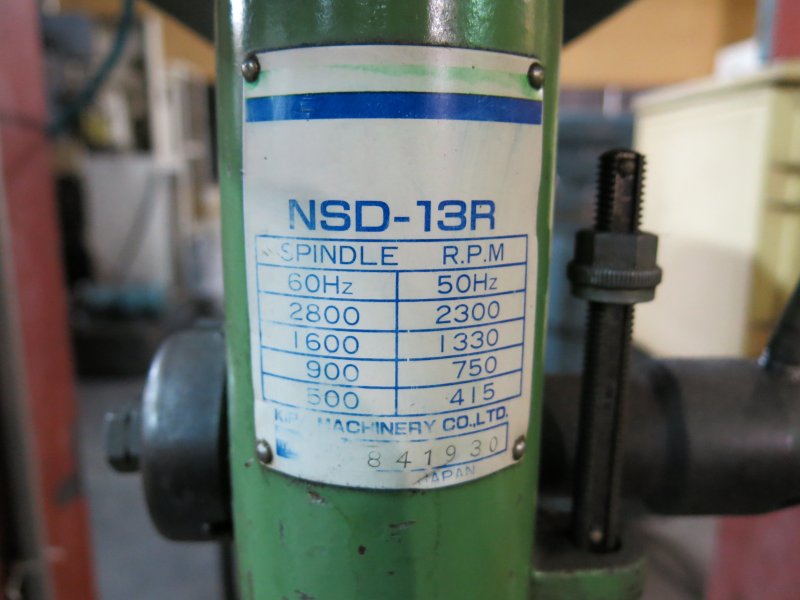 NSD-13R
SPINDLE R.P.M
60Hz 50Hz
2800 2300
1600 1330
900 750
500 415
MACHINERY CO.,LTD.
841930
JAPAN